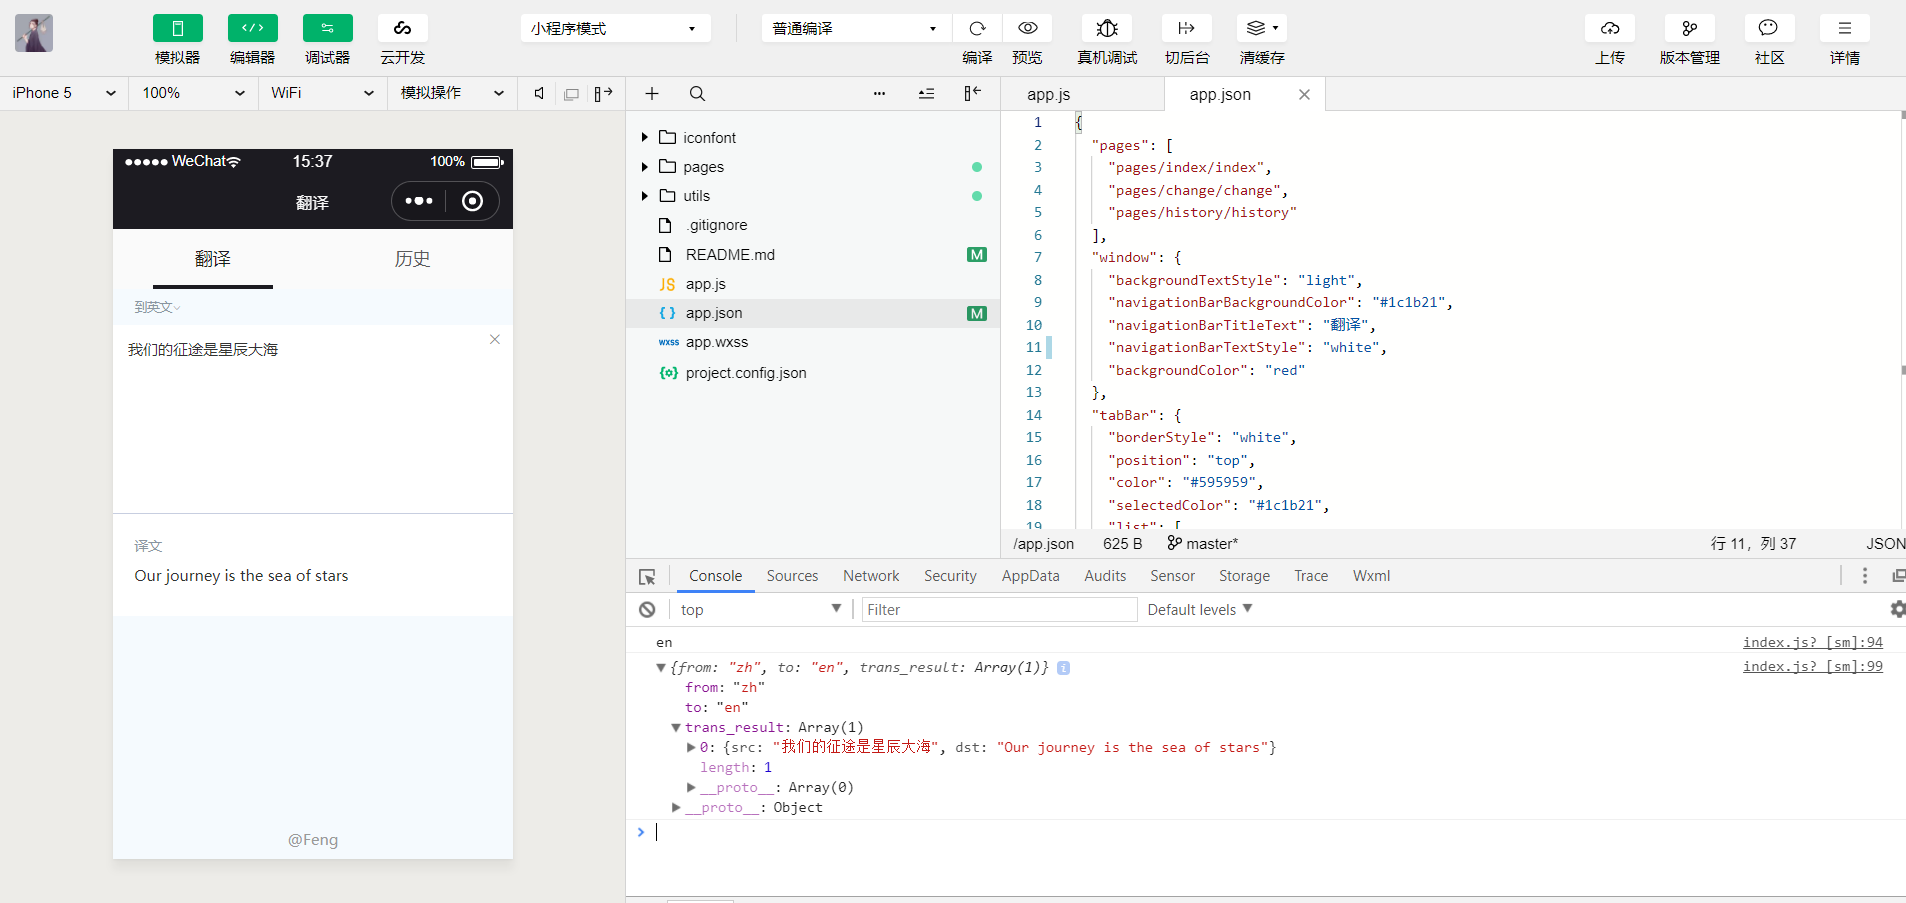 模拟器 编辑器 调试器 云开发 小程序模式 普通编译 编译 预览 真机调试 切后台 清缓存 上传 版本管理 社区 详情
iPhone 5 100% WiFi 模拟操作
WeChat 15:37 100%
翻译
翻译 历史
到英文
我们的征途是星辰大海
译文
Our journey is the sea of stars
@Feng
iconfont
pages
utils
.gitignore
README.md M
JS app.js
{ } app.json M
wxss app.wxss
project.config.json
app.js app.json
1 {
2 "pages": [
3 "pages/index/index",
4 "pages/change/change",
5 "pages/history/history"
6 ],
7 "window": {
8 "backgroundTextStyle": "light",
9 "navigationBarBackgroundColor": "#1c1b21",
10 "navigationBarTitleText": "翻译",
11 "navigationBarTextStyle": "white",
12 "backgroundColor": "red"
13 },
14 "tabBar": {
15 "borderStyle": "white",
16 "position": "top",
17 "color": "#595959",
18 "selectedColor": "#1c1b21",
19 "list": [
/app.json 625 B master* 行 11，列 37 JSON
Console Sources Network Security AppData Audits Sensor Storage Trace Wxml
top Filter Default levels
en index.js? [sm]:94
{from: "zh", to: "en", trans_result: Array(1)} index.js? [sm]:99
from: "zh"
to: "en"
trans_result: Array(1)
0: {src: "我们的征途是星辰大海", dst: "Our journey is the sea of stars"}
length: 1
__proto__: Array(0)
__proto__: Object